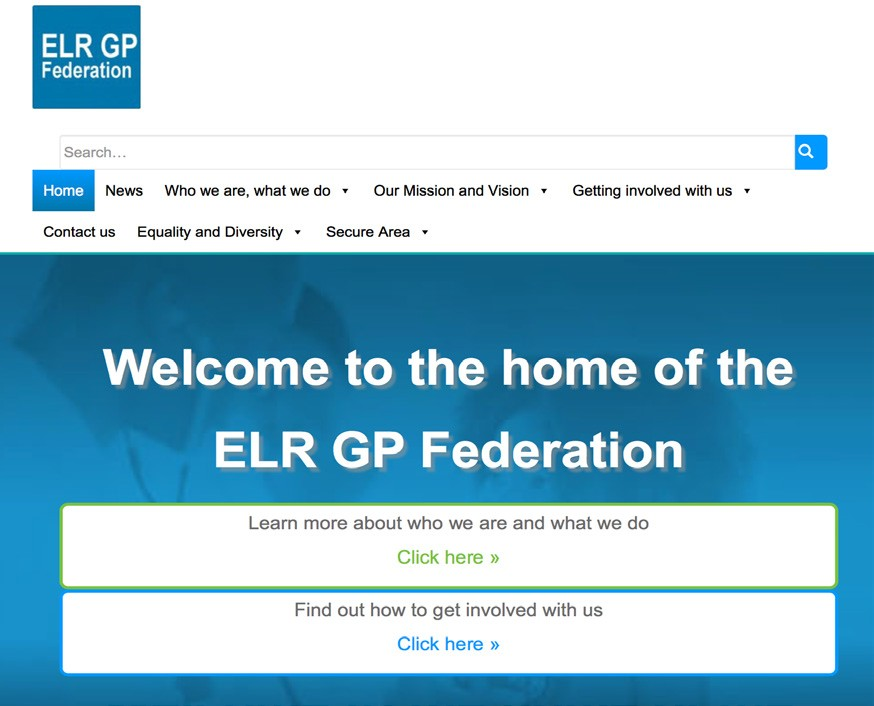 ELR GP
Federation
Search...
Home News Who we are, what we do Our Mission and Vision Getting involved with us
Contact us Equality and Diversity Secure Area
Welcome to the home of the
ELR GP Federation
Learn more about who we are and what we do
Click here »
Find out how to get involved with us
Click here »